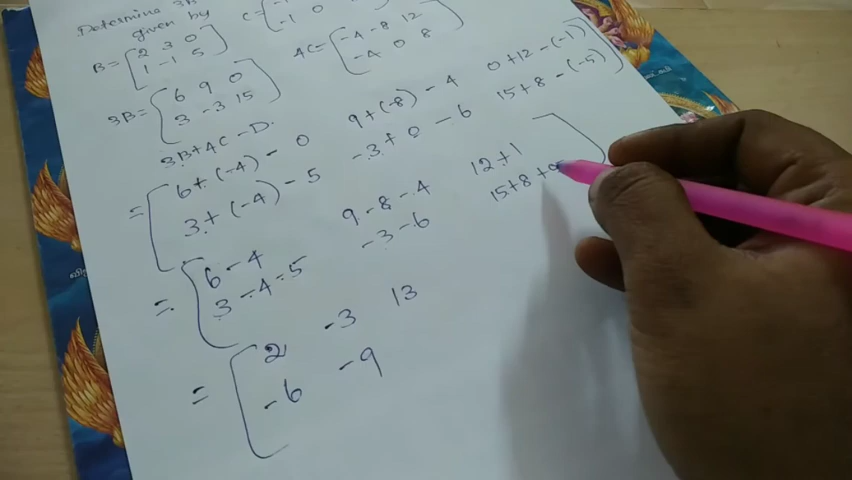 Determine 3B
given by
C = [-1
-1 0
B = [2 3 0
1 -1 5]
4C = [-4 -8 12
-4 0 8]
3B = [6 9 0
3 -3 15]
3B + 4C - D.
= [6 + (-4) - 0 9 + (-8) - 4 0 + 12 - (-1)
3 + (-4) - 5 -3 + 0 - 6 15 + 8 - (-5)]
= [6 - 4 9 - 8 - 4 12 + 1
3 - 4 - 5 -3 - 6 15 + 8 +
= [2 -3 13
-6 -9